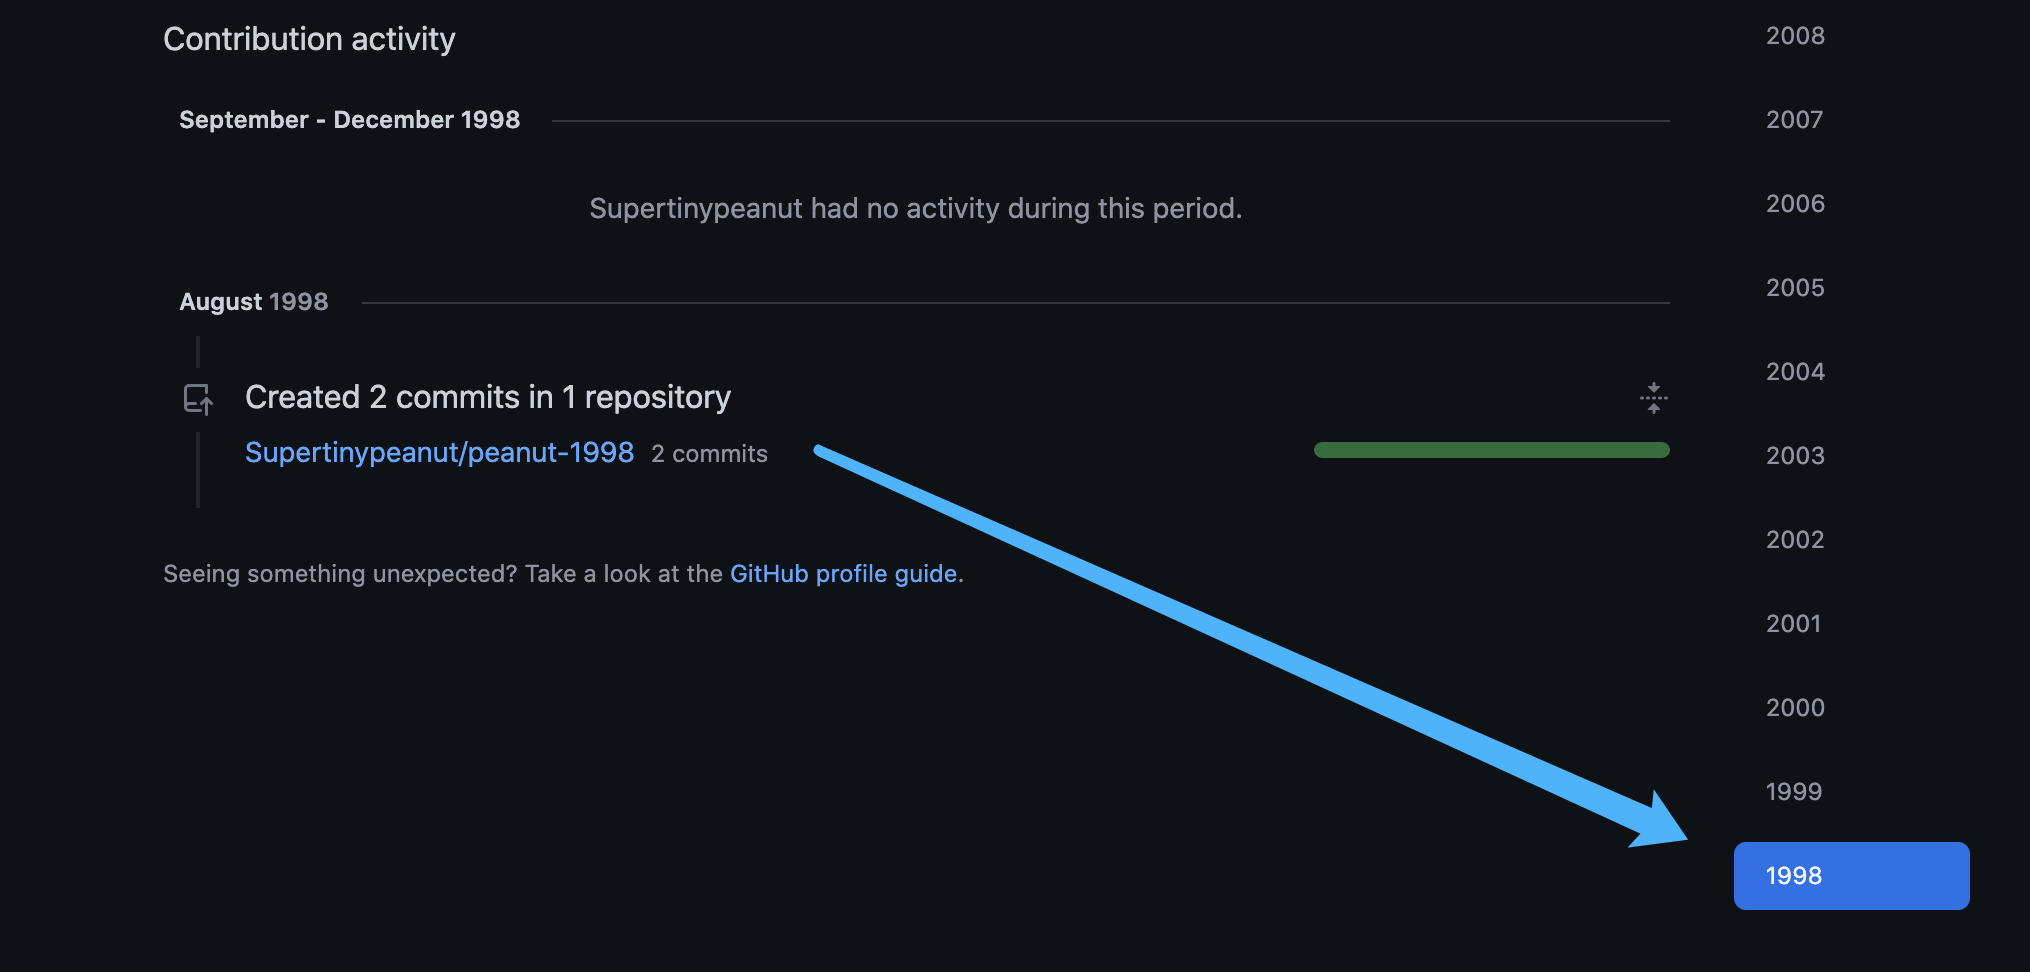 Contribution activity
September - December 1998
Supertinypeanut had no activity during this period.
August 1998
Created 2 commits in 1 repository
Supertinypeanut/peanut-1998 2 commits
Seeing something unexpected? Take a look at the GitHub profile guide.
2008
2007
2006
2005
2004
2003
2002
2001
2000
1999
1998